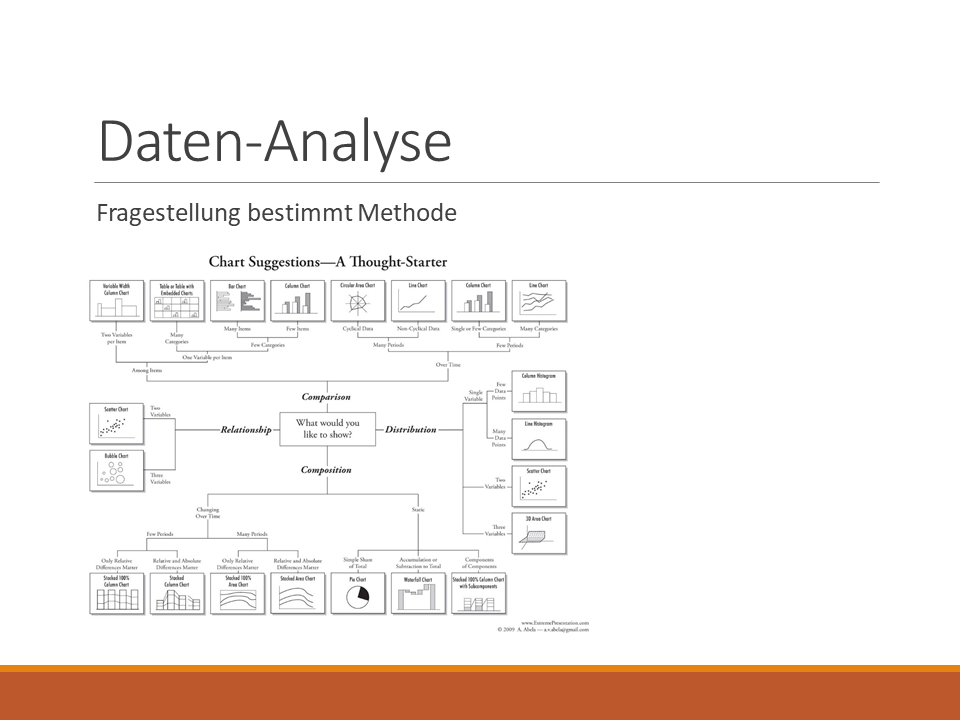 Daten-Analyse
Fragestellung bestimmt Methode
Chart Suggestions—A Thought-Starter
Variable Width
Column Chart
Table or Table with
Embedded Charts
Bar Chart
Column Chart
Circular Area Chart
Line Chart
Column Chart
Line Chart
Many Items
Few Items
Cyclical Data
Non-Cyclical Data
Single or Few Categories
Many Categories
Two Variables
per Item
Many
Categories
Few Categories
Many Periods
Few Periods
One Variable per Item
Among Items
Over Time
Comparison
What would you
like to show?
Relationship
Distribution
Composition
Scatter Chart
Two
Variables
Bubble Chart
Three
Variables
Single
Variable
Few
Data
Points
Column Histogram
Many
Data
Points
Line Histogram
Two
Variables
Scatter Chart
Three
Variables
3D Area Chart
Changing
Over Time
Static
Few Periods
Many Periods
Only Relative
Differences Matter
Relative and Absolute
Differences Matter
Only Relative
Differences Matter
Relative and Absolute
Differences Matter
Simple Share
of Total
Accumulation or
Subtraction to Total
Components
of Components
Stacked 100%
Column Chart
Stacked
Column Chart
Stacked 100%
Area Chart
Stacked Area Chart
Pie Chart
Waterfall Chart
Stacked 100% Column Chart
with Subcomponents
www.ExtremePresentation.com
© 2009 A. Abela — a.v.abela@gmail.com